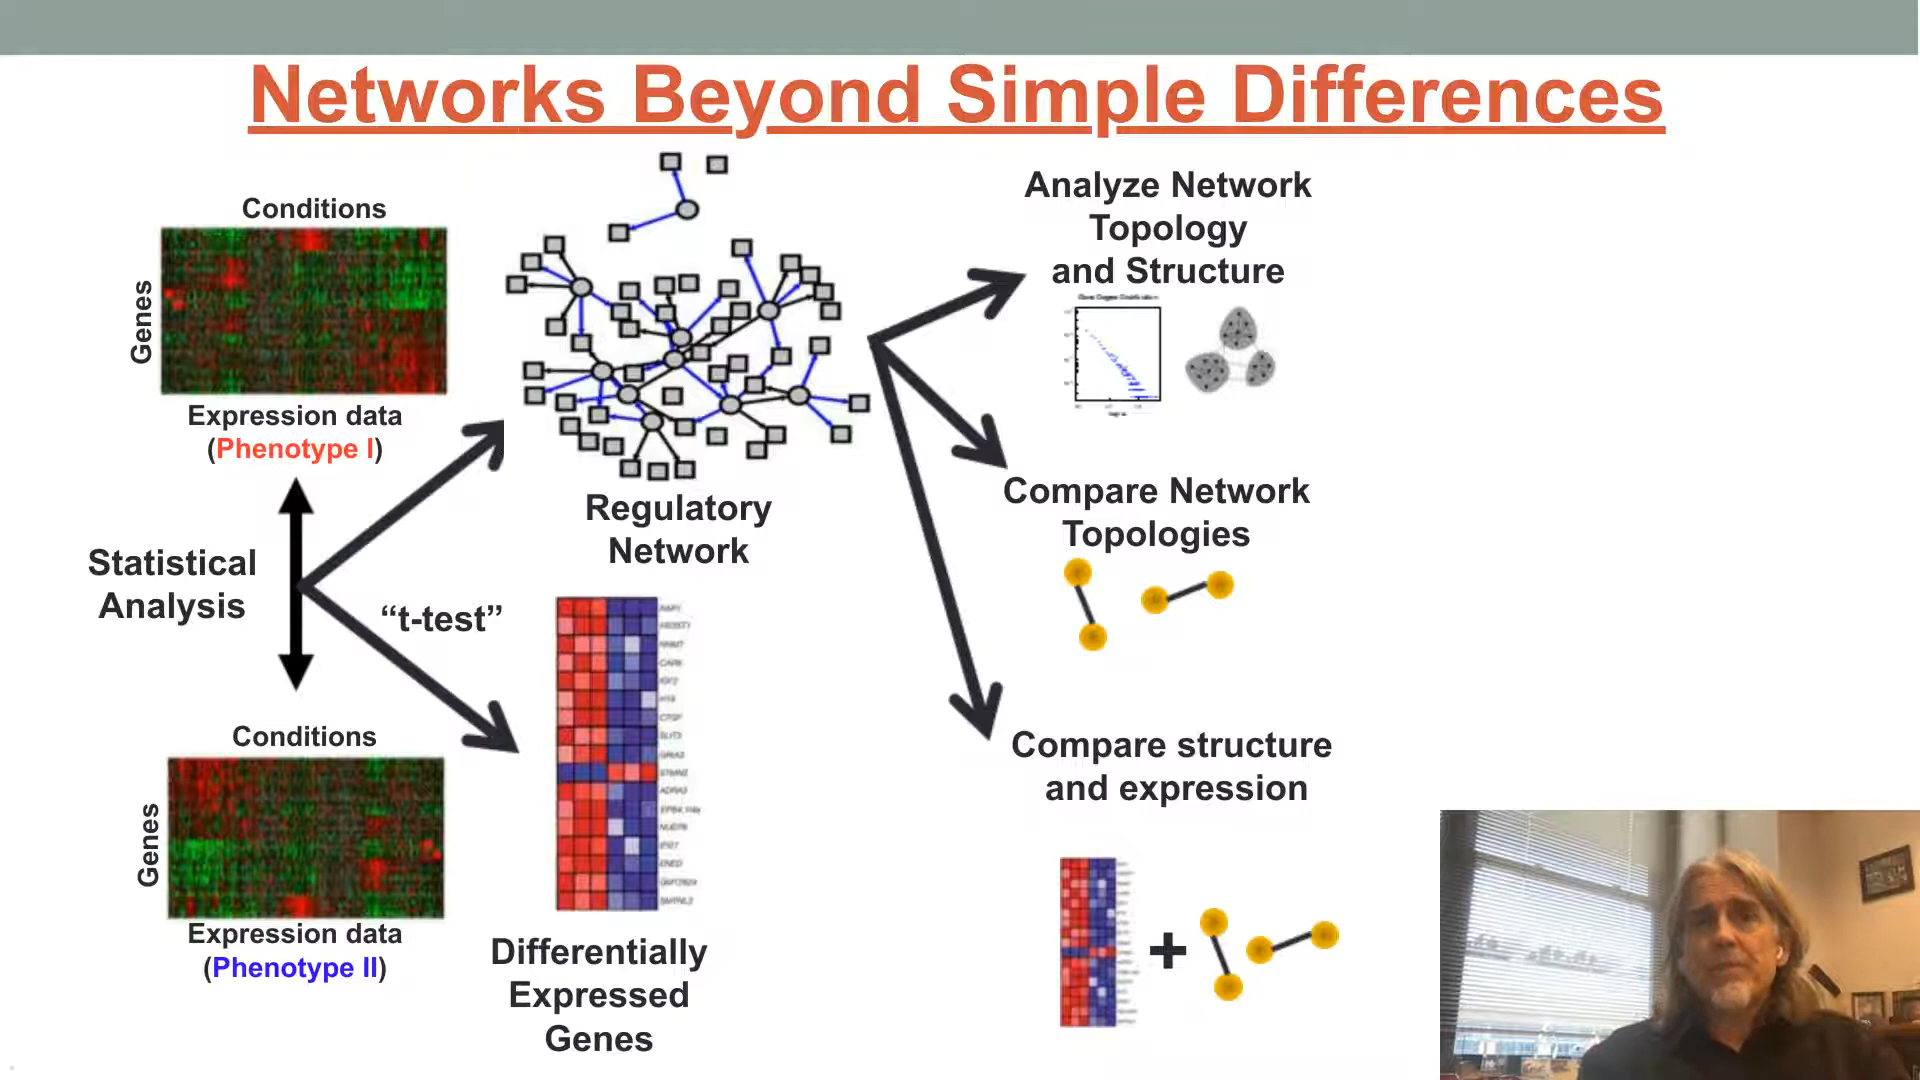 Networks Beyond Simple Differences
Conditions
Genes
Expression data
(Phenotype I)
Statistical
Analysis
Conditions
Genes
Expression data
(Phenotype II)
"t-test"
Regulatory
Network
Differentially
Expressed
Genes
Analyze Network
Topology
and Structure
Compare Network
Topologies
Compare structure
and expression
+